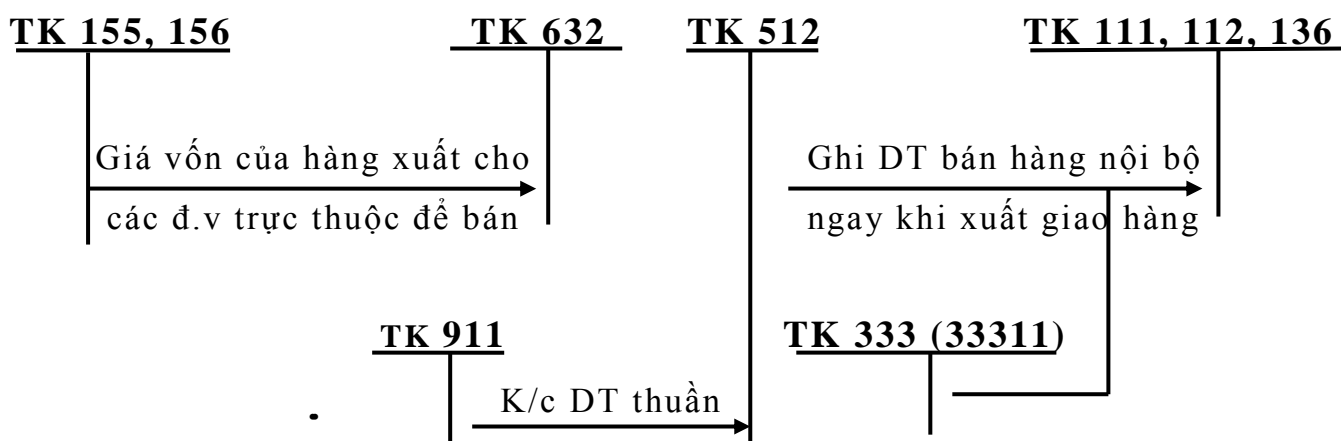 TK 155, 156
TK 632
TK 512
TK 111, 112, 136
Giá vốn của hàng xuất cho
các đ.v trực thuộc để bán
Ghi DT bán hàng nội bộ
ngay khi xuất giao hàng
TK 911
TK 333 (33311)
K/c DT thuần